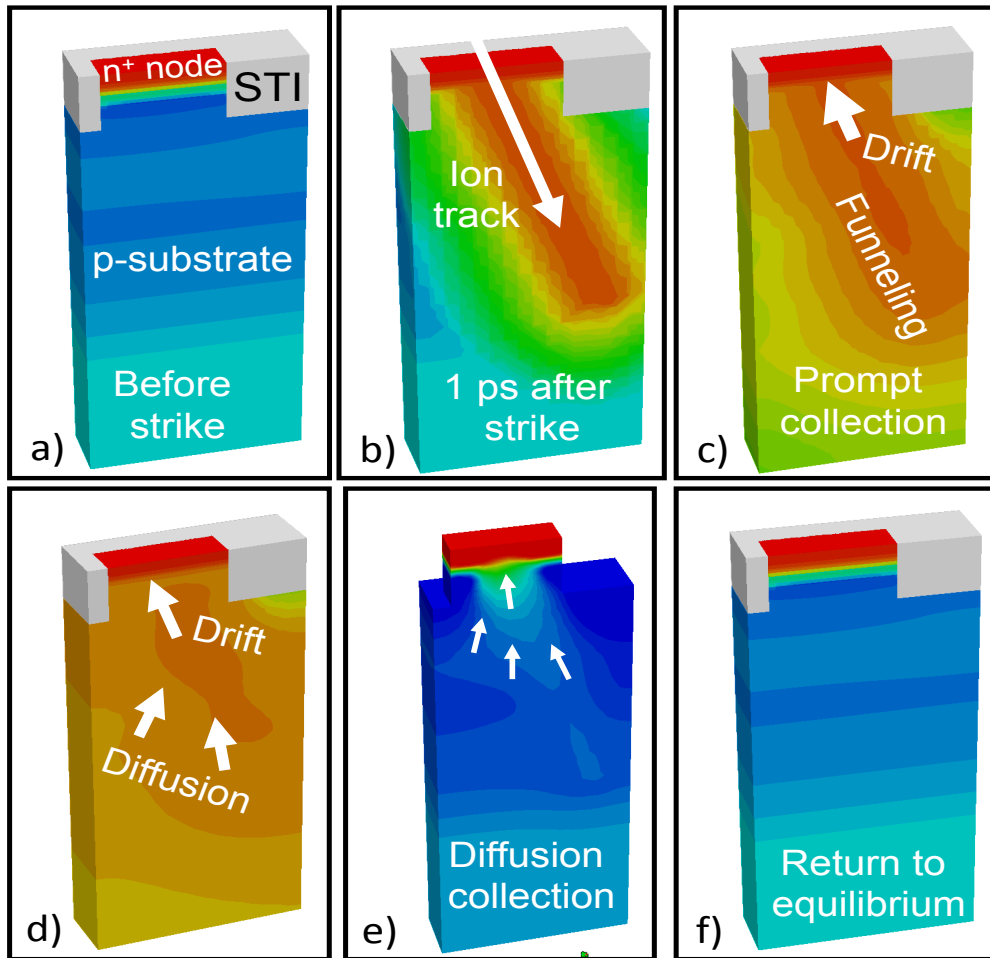 n⁺ node
STI
p-substrate
Before
strike
a)
Ion
track
1 ps after
strike
b)
Drift
Funneling
Prompt
collection
c)
Drift
Diffusion
d)
Diffusion
collection
e)
Return to
equilibrium
f)